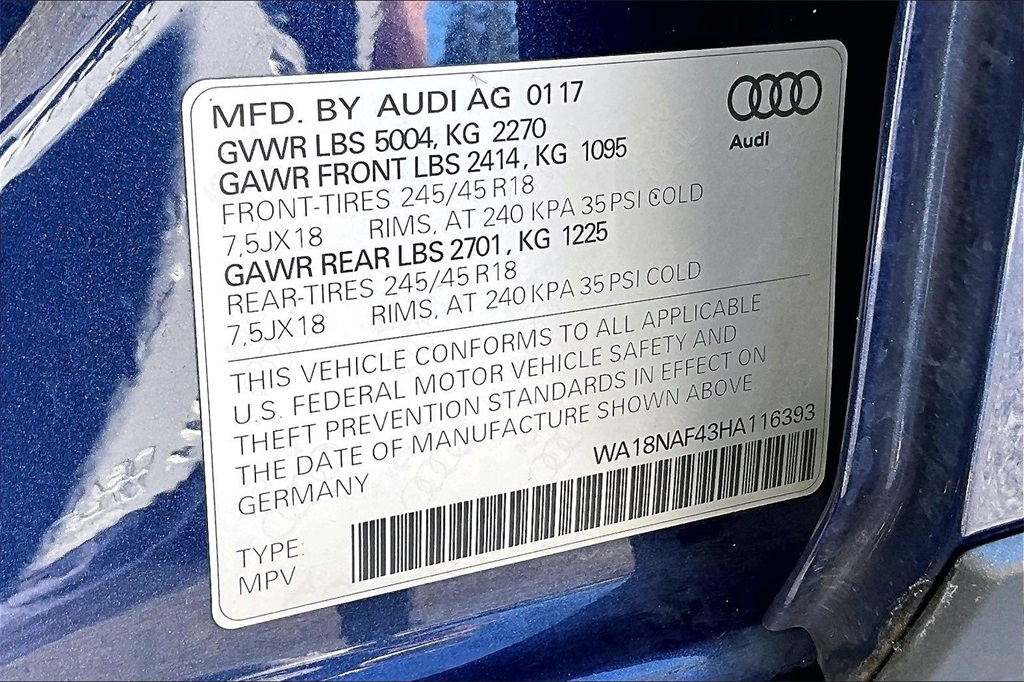 MFD. BY AUDI AG 01 17
Audi
GVWR LBS 5004, KG 2270
GAWR FRONT LBS 2414, KG 1095
FRONT-TIRES 245/45 R18
7,5JX18 RIMS, AT 240 KPA 35 PSI COLD
GAWR REAR LBS 2701, KG 1225
REAR-TIRES 245/45 R18
7,5JX18 RIMS, AT 240 KPA 35 PSI COLD
THIS VEHICLE CONFORMS TO ALL APPLICABLE
U.S. FEDERAL MOTOR VEHICLE SAFETY AND
THEFT PREVENTION STANDARDS IN EFFECT ON
THE DATE OF MANUFACTURE SHOWN ABOVE
GERMANY
WA18NAF43HA116393
TYPE:
MPV